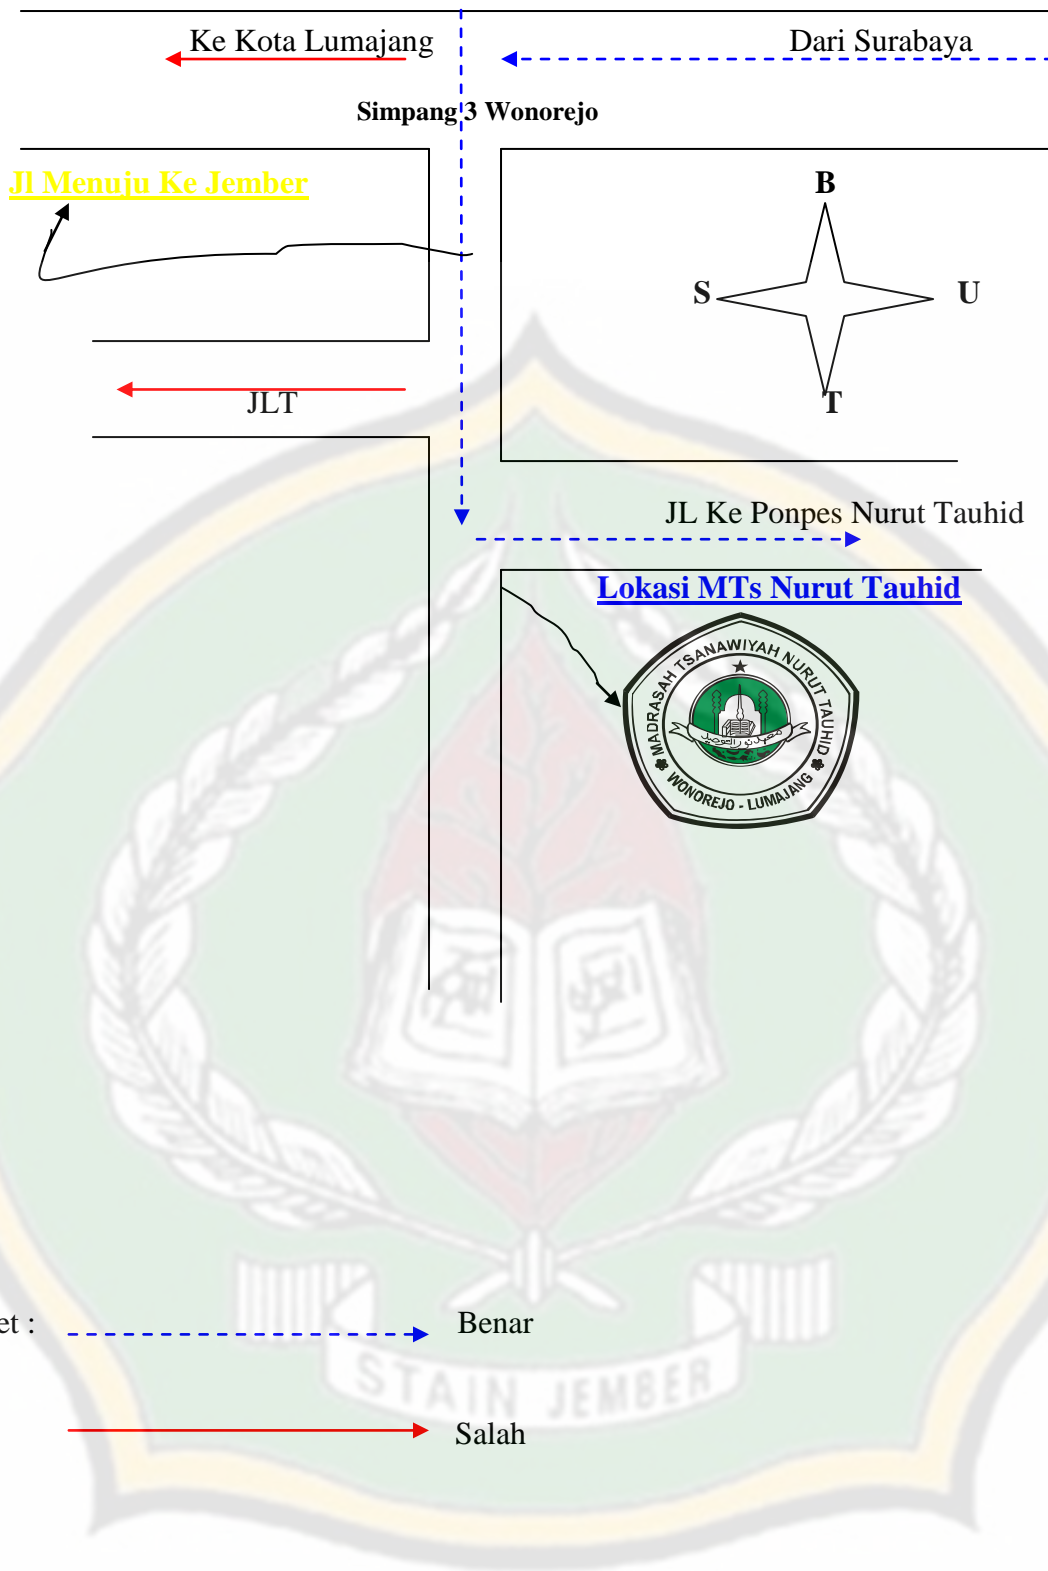 Ke Kota Lumajang
Dari Surabaya
Simpang 3 Wonorejo
Jl Menuju Ke Jember
B
S
U
T
JLT
JL Ke Ponpes Nurut Tauhid
Lokasi MTs Nurut Tauhid
MADRASAH TSANAWIYAH NURUT TAUHID
WONOREJO - LUMAJANG
et :
Benar
STAIN JEMBER
Salah